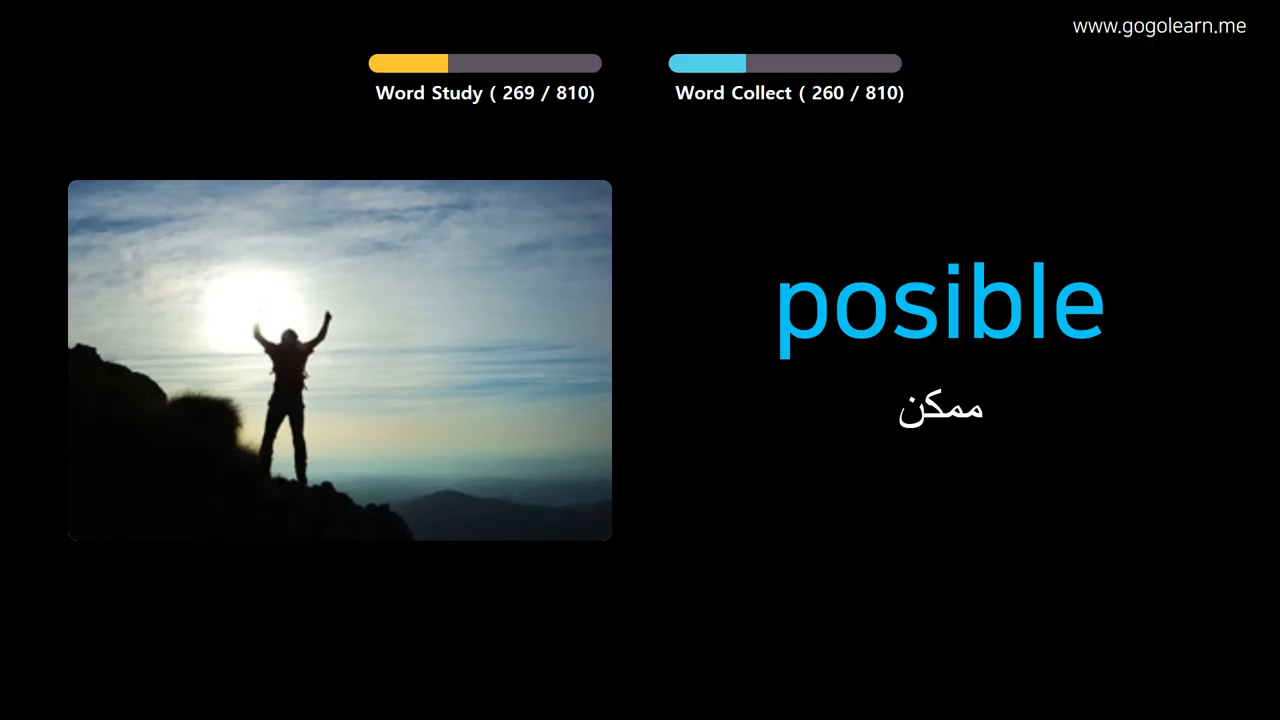 www.gogolearn.me
Word Study ( 269 / 810)
Word Collect ( 260 / 810)
posible
ممكن